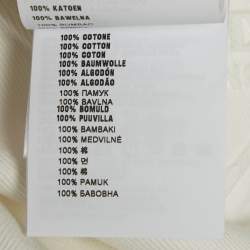 100% KATOEN
100% BAWELNA
100% COTONE
100% COTTON
100% COTON
100% BAUMWOLLE
100% ALGODÓN
100% ALGODÃO
100% ПАМУК
100% BAVLNA
100% BOMULD
100% PUUVILLA
100% BAMBAKI
100% MEDVILNĖ
100% 棉
100% 면
100% 棉
100% PAMUK
100% БАВОВНА